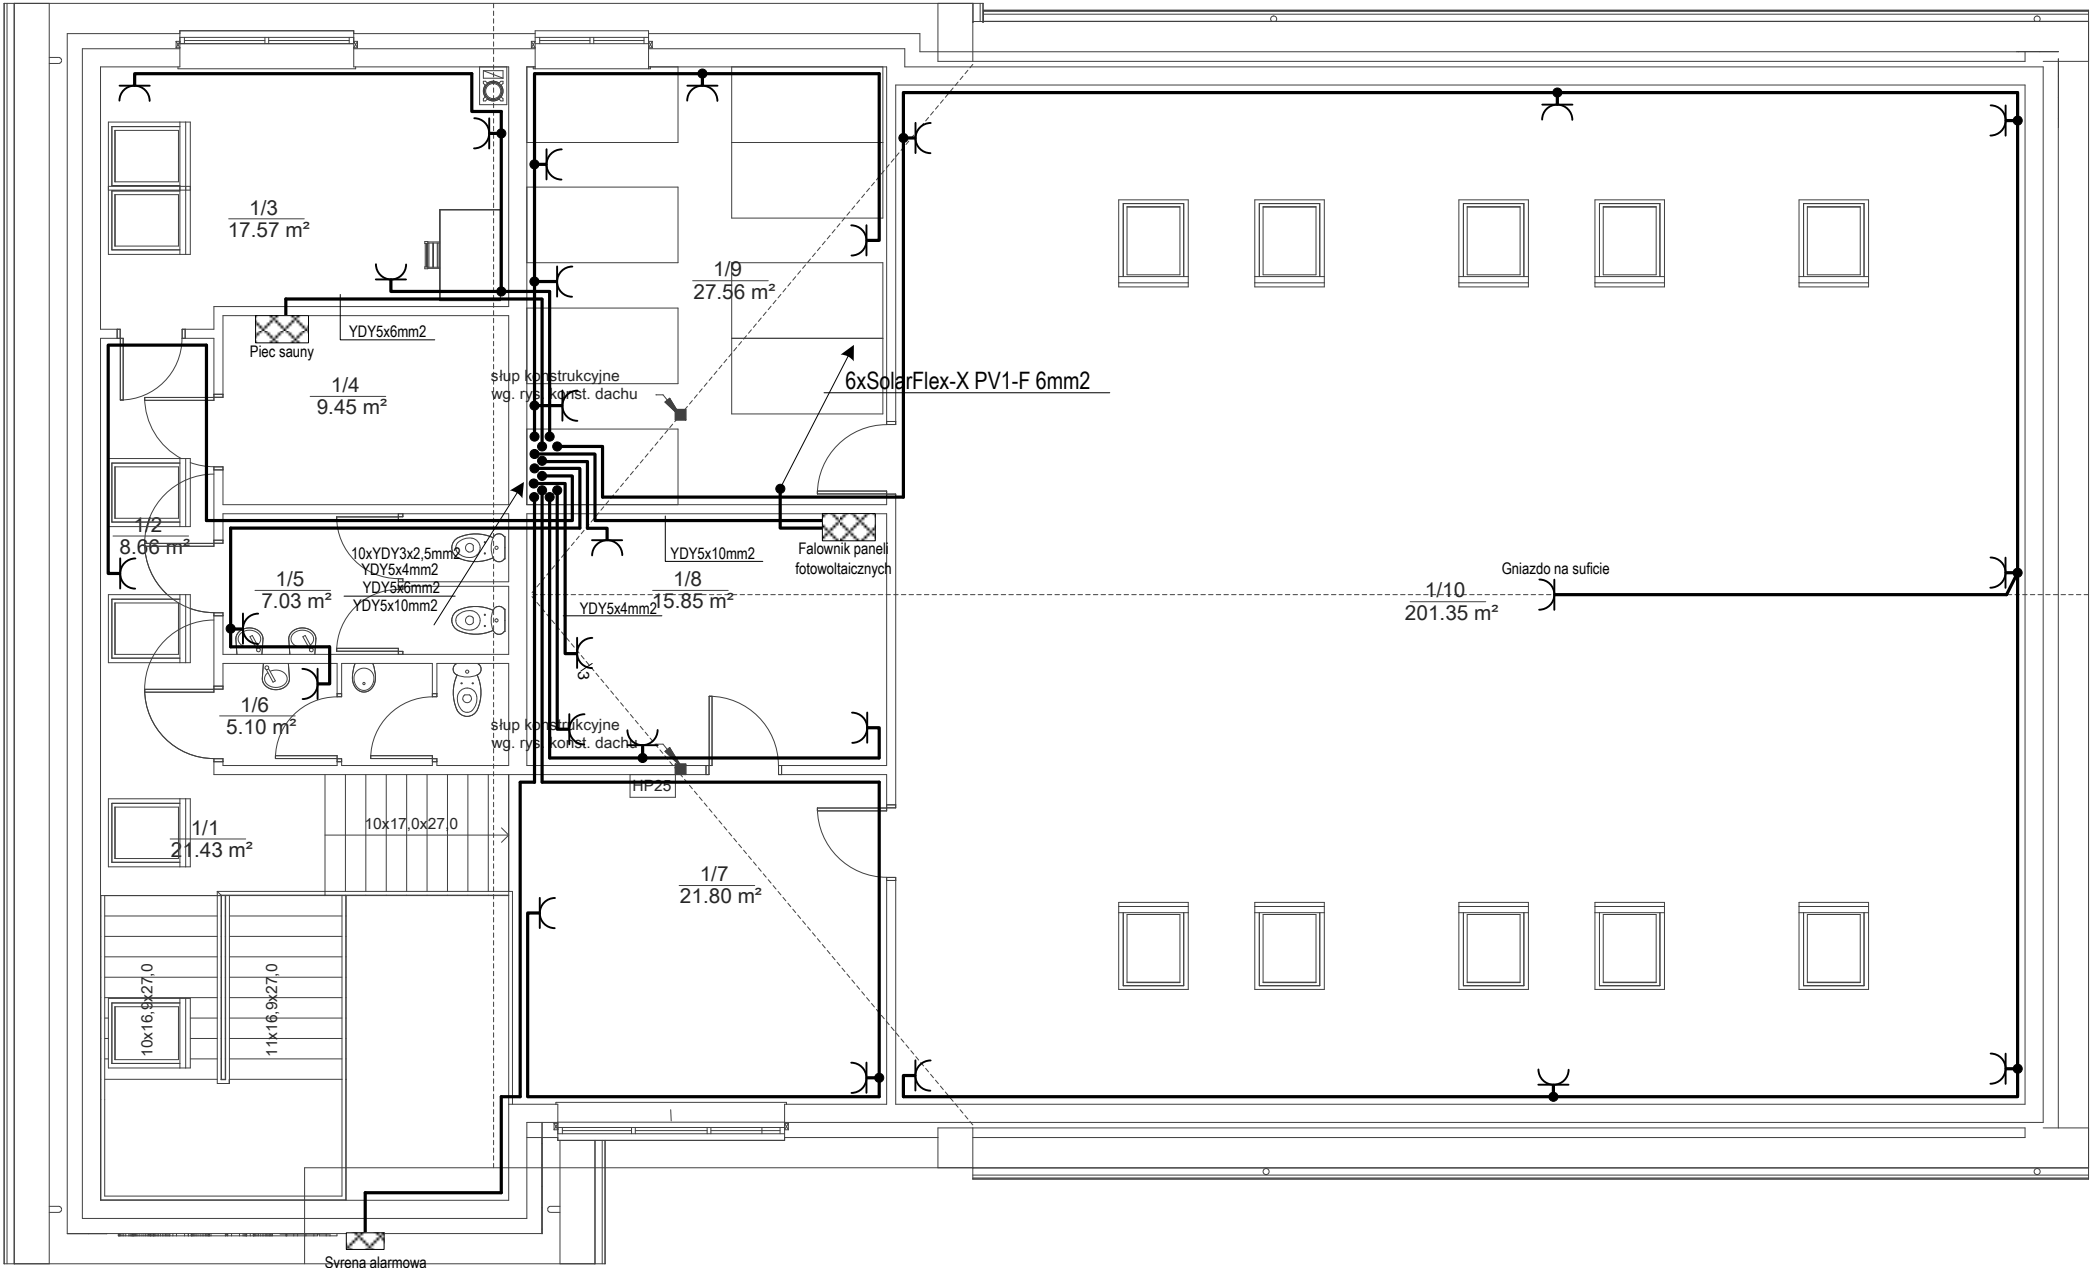 1/3
17.57 m²
1/9
27.56 m²
YDY5x6mm2
Piec sauny
słup konstrukcyjne
wg. rys. konst. dachu
6xSolarFlex-X PV1-F 6mm2
1/4
9.45 m²
1/2
8.66 m²
10xYDY3x2,5mm2
YDY5x4mm2
YDY5x6mm2
YDY5x10mm2
YDY5x10mm2
Falownik paneli
fotowoltaicznych
1/5
7.03 m²
1/8
15.85 m²
YDY5x4mm2
Gniazdo na suficie
1/10
201.35 m²
x3
1/6
5.10 m²
słup konstrukcyjne
wg. rys. konst. dachu
HP25
1/1
21.43 m²
10x17,0x27,0
1/7
21.80 m²
10x16,9x27,0
11x16,9x27,0
Syrena alarmowa